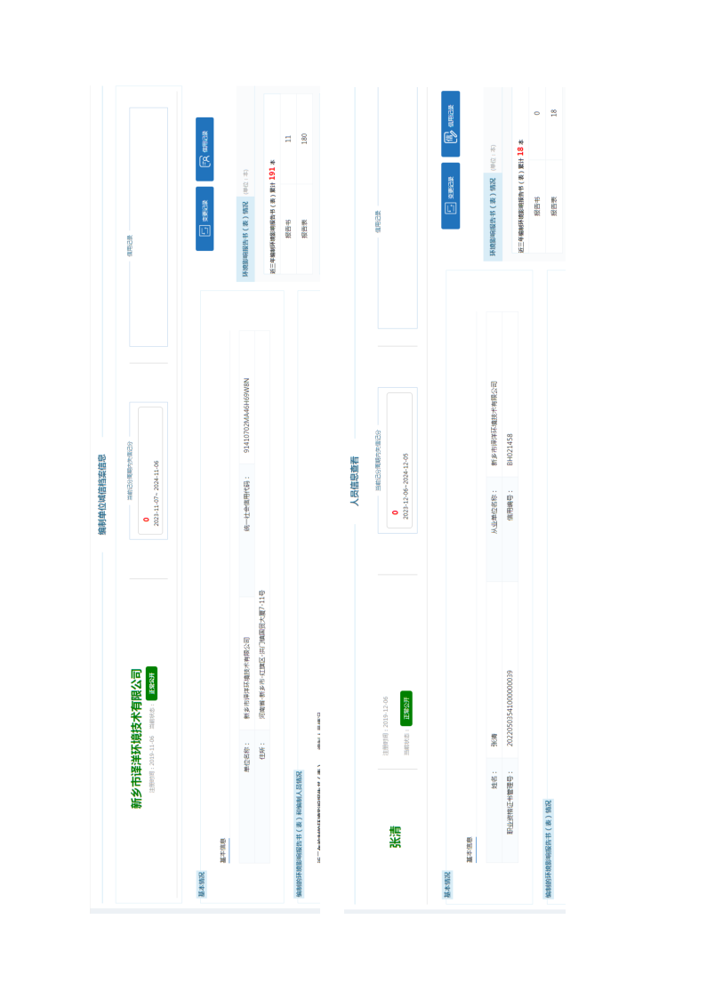 编制单位诚信档案信息
新乡市译洋环境技术有限公司
注册时间：2019-11-06 当前状态： 正常公开
当前记分周期内失信记分
0
2023-11-07~ 2024-11-06
信用记录
基本情况
变更记录 信用记录
基本信息
单位名称： 新乡市译洋环境技术有限公司 统一社会信用代码： 91410702MA46H69W8N
住所： 河南省-新乡市-红旗区-洪门镇国贸大厦7-11号
环境影响报告书（表）情况 (单位：本)
近三年编制环境影响报告书（表）累计 191 本
报告书 11
报告表 180
编制的环境影响报告书（表）和编制人员情况
人员信息查看
张清
注册时间：2019-12-06
当前状态： 正常公开
当前记分周期内失信记分
0
2023-12-06~2024-12-05
信用记录
基本情况
变更记录 信用记录
基本信息
姓名： 张清 从业单位名称： 新乡市译洋环境技术有限公司
职业资格证书管理号： 20220503541000000039 信用编号： BH021458
环境影响报告书（表）情况 (单位：本)
近三年编制环境影响报告书（表）累计 18 本
报告书 0
报告表 18
编制的环境影响报告书（表）情况